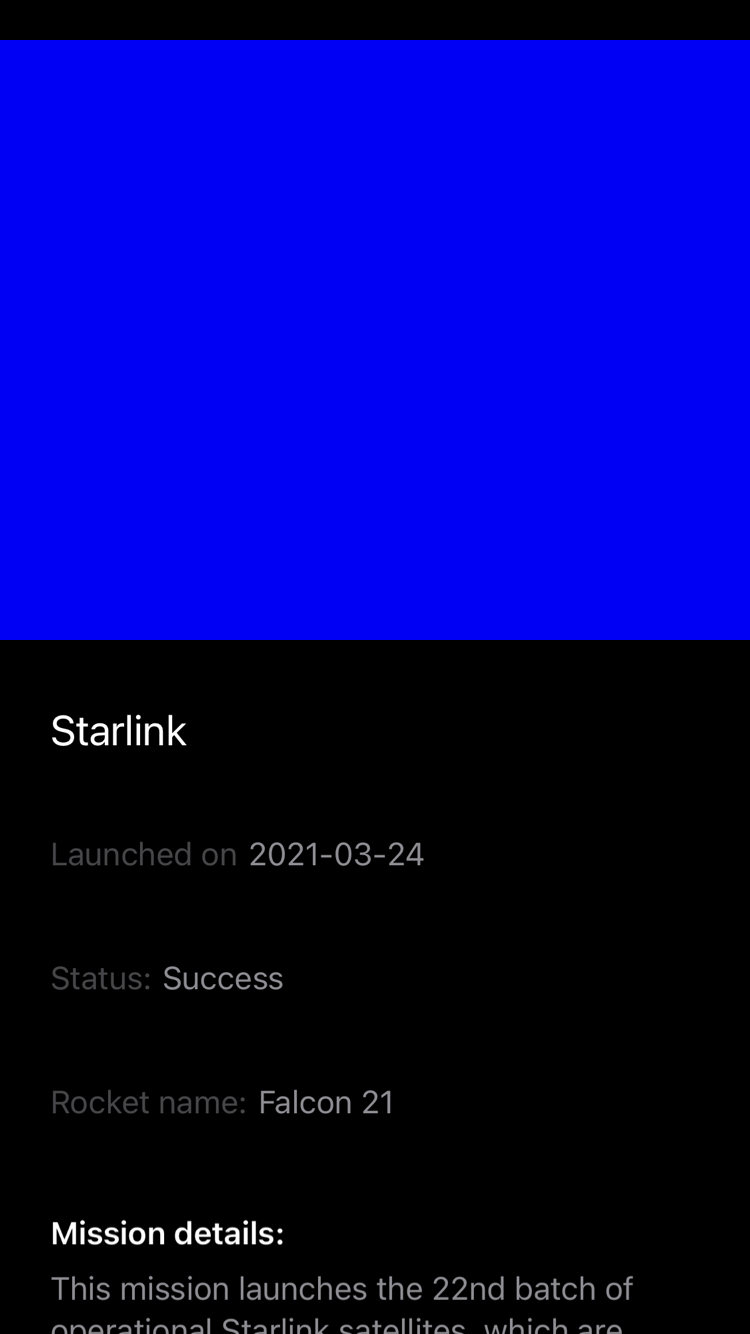 Starlink
Launched on 2021-03-24
Status: Success
Rocket name: Falcon 21
Mission details:
This mission launches the 22nd batch of
operational Starlink satellites, which are